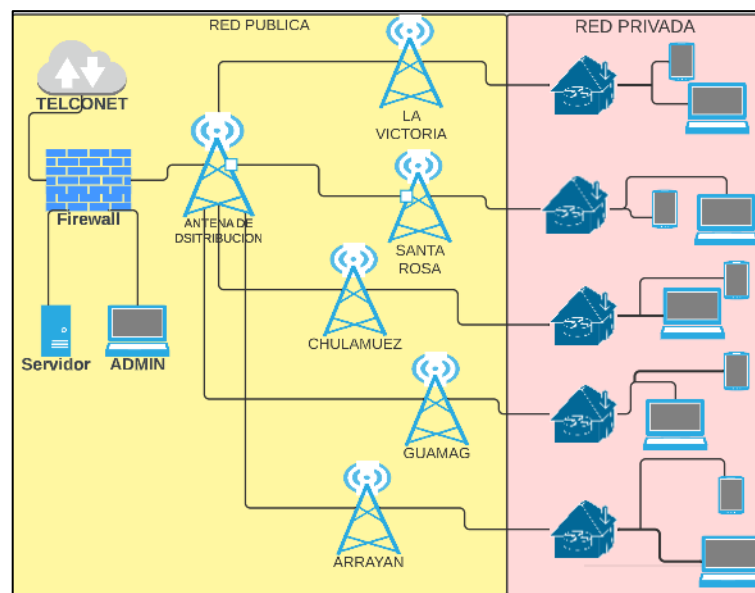 RED PUBLICA
RED PRIVADA
TELCONET
LA
VICTORIA
Firewall
ANTENA DE
DSITRIBUCION
SANTA
ROSA
CHULAMUEZ
Servidor
ADMIN
GUAMAG
ARRAYAN